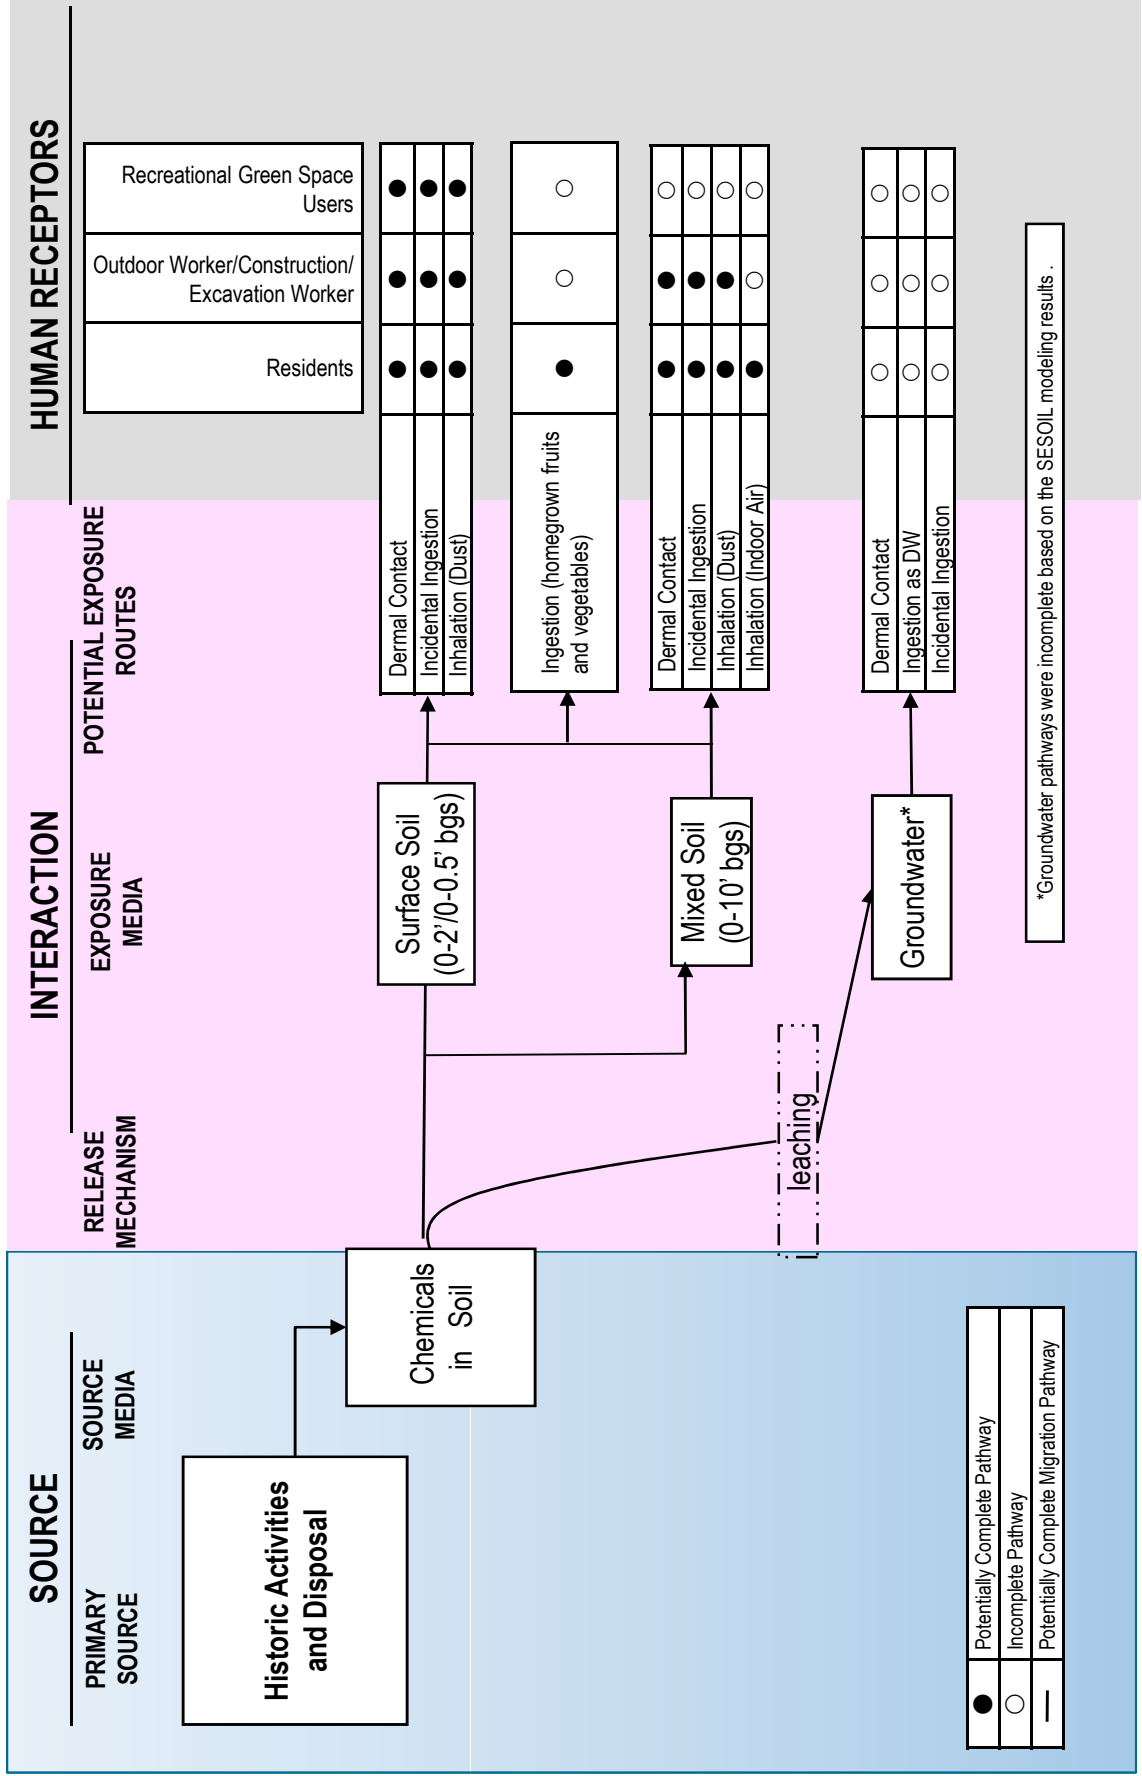 SOURCE
INTERACTION
HUMAN RECEPTORS
PRIMARY
SOURCE
SOURCE
MEDIA
RELEASE
MECHANISM
EXPOSURE
MEDIA
POTENTIAL EXPOSURE
ROUTES
Residents
Outdoor Worker/Construction/
Excavation Worker
Recreational Green Space
Users
Historic Activities
and Disposal
Chemicals
in Soil
Surface Soil
(0-2'/0-0.5' bgs)
Dermal Contact
Incidental Ingestion
Inhalation (Dust)
Ingestion (homegrown fruits
and vegetables)
Mixed Soil
(0-10' bgs)
Dermal Contact
Incidental Ingestion
Inhalation (Dust)
Inhalation (Indoor Air)
leaching
Groundwater*
Dermal Contact
Ingestion as DW
Incidental Ingestion
Potentially Complete Pathway
Incomplete Pathway
Potentially Complete Migration Pathway
*Groundwater pathways were incomplete based on the SESOIL modeling results .